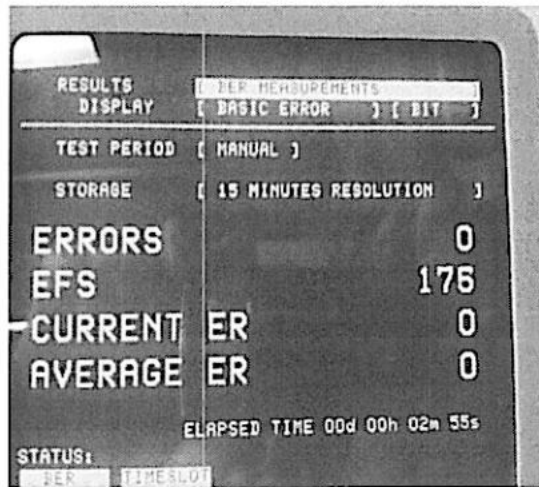 RESULTS [ BER MEASUREMENTS ]
DISPLAY [ BASIC ERROR ] [ BIT ]
TEST PERIOD [ MANUAL ]
STORAGE [ 15 MINUTES RESOLUTION ]
ERRORS 0
EFS 175
CURRENT ER 0
AVERAGE ER 0
ELAPSED TIME 00d 00h 02m 55s
STATUS:
BER TIMESLOT